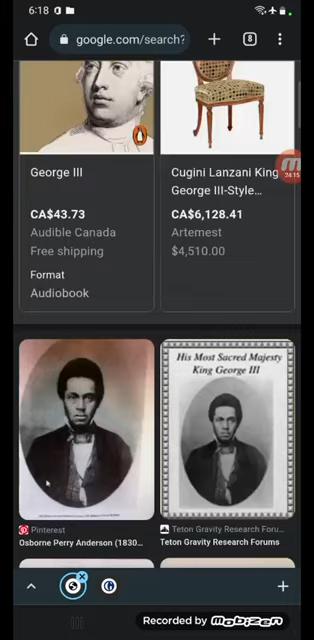 6:18
google.com/search?
8
George III
Cugini Lanzani King
George III-Style...
24:15
CA$43.73
CA$6,128.41
Audible Canada
Artemest
Free shipping
$4,510.00
Format
Audiobook
His Most Sacred Majesty
King George III
Pinterest
Teton Gravity Research Foru...
Osborne Perry Anderson (1830...
Teton Gravity Research Forums
Recorded by Mobizen